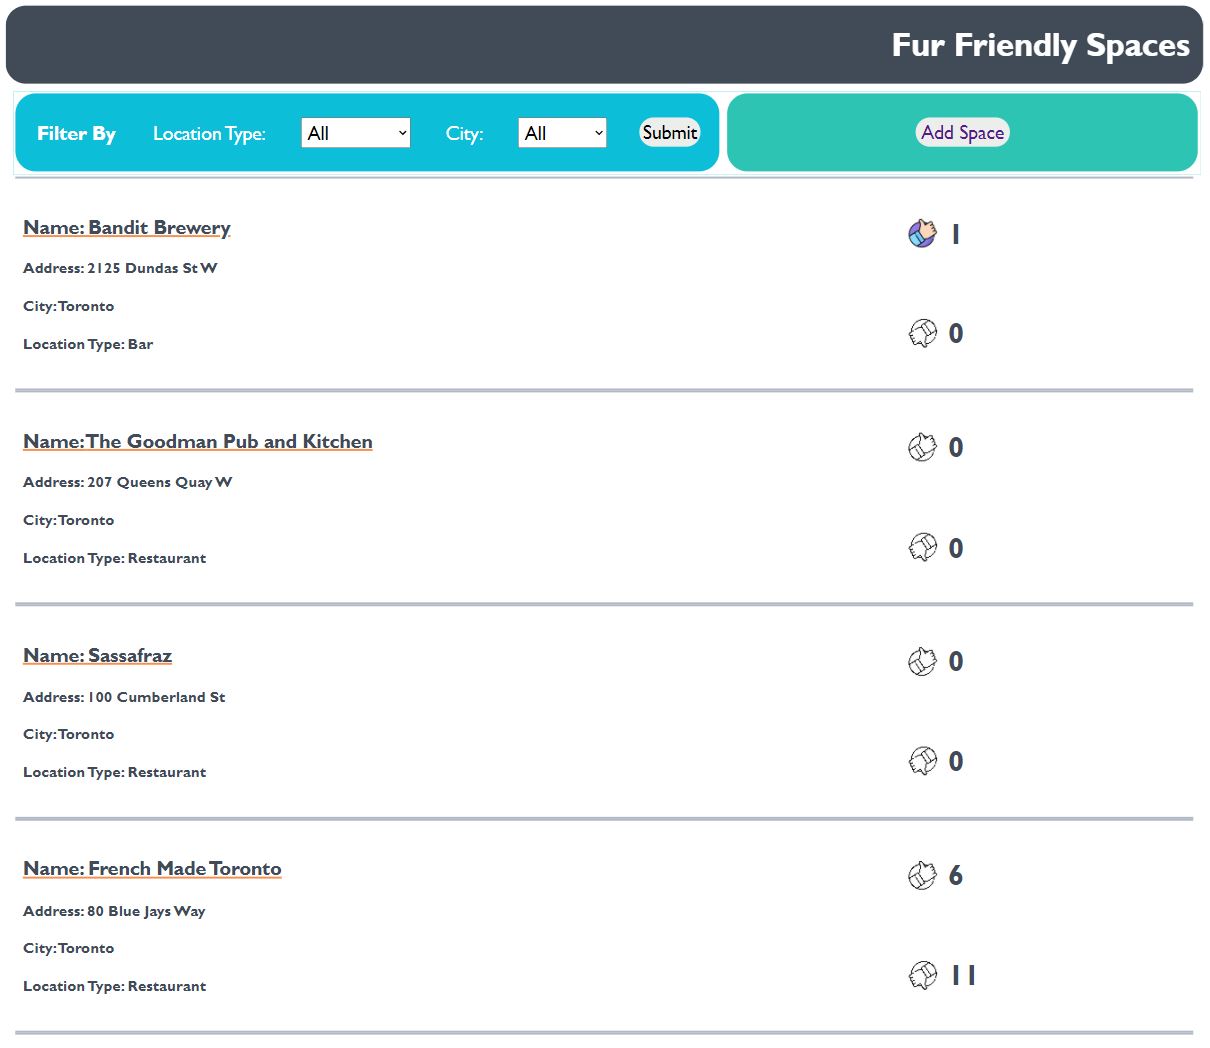 Fur Friendly Spaces
Filter By Location Type: All City: All Submit Add Space
Name: Bandit Brewery
1
Address: 2125 Dundas St W
City: Toronto
0
Location Type: Bar
Name: The Goodman Pub and Kitchen
0
Address: 207 Queens Quay W
City: Toronto
0
Location Type: Restaurant
Name: Sassafraz
0
Address: 100 Cumberland St
City: Toronto
0
Location Type: Restaurant
Name: French Made Toronto
6
Address: 80 Blue Jays Way
City: Toronto
11
Location Type: Restaurant